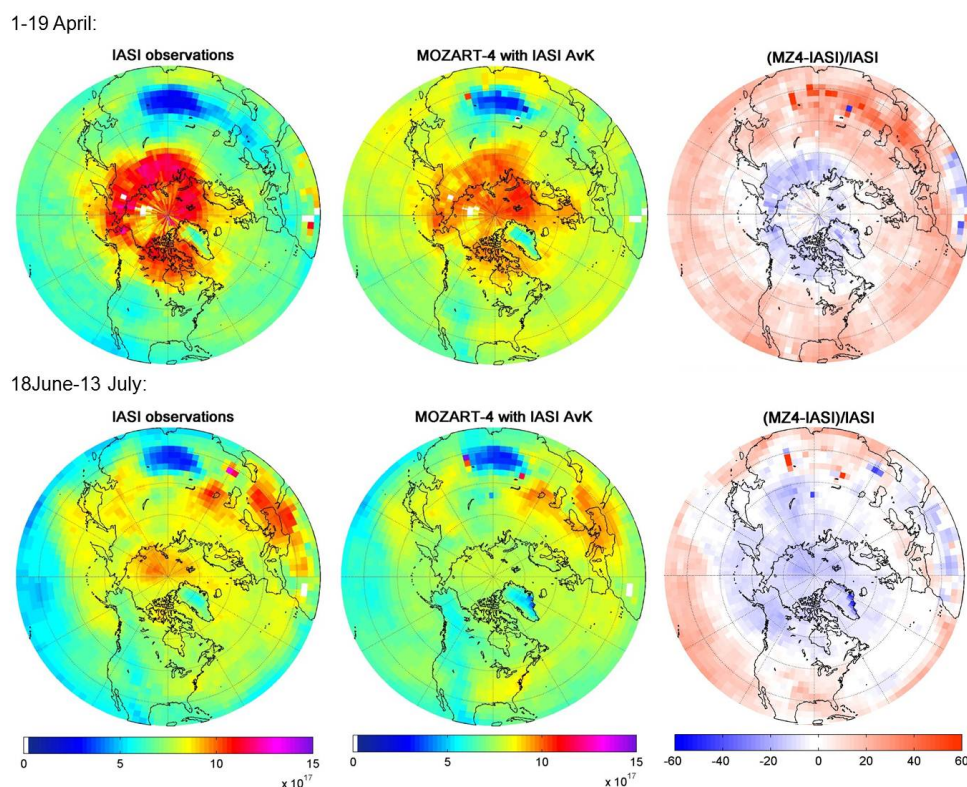 1-19 April:
IASI observations
MOZART-4 with IASI AvK
(MZ4-IASI)/IASI
18June-13 July:
IASI observations
MOZART-4 with IASI AvK
(MZ4-IASI)/IASI
0 5 10 15
x 10^17
0 5 10 15
x 10^17
-60 -40 -20 0 20 40 60